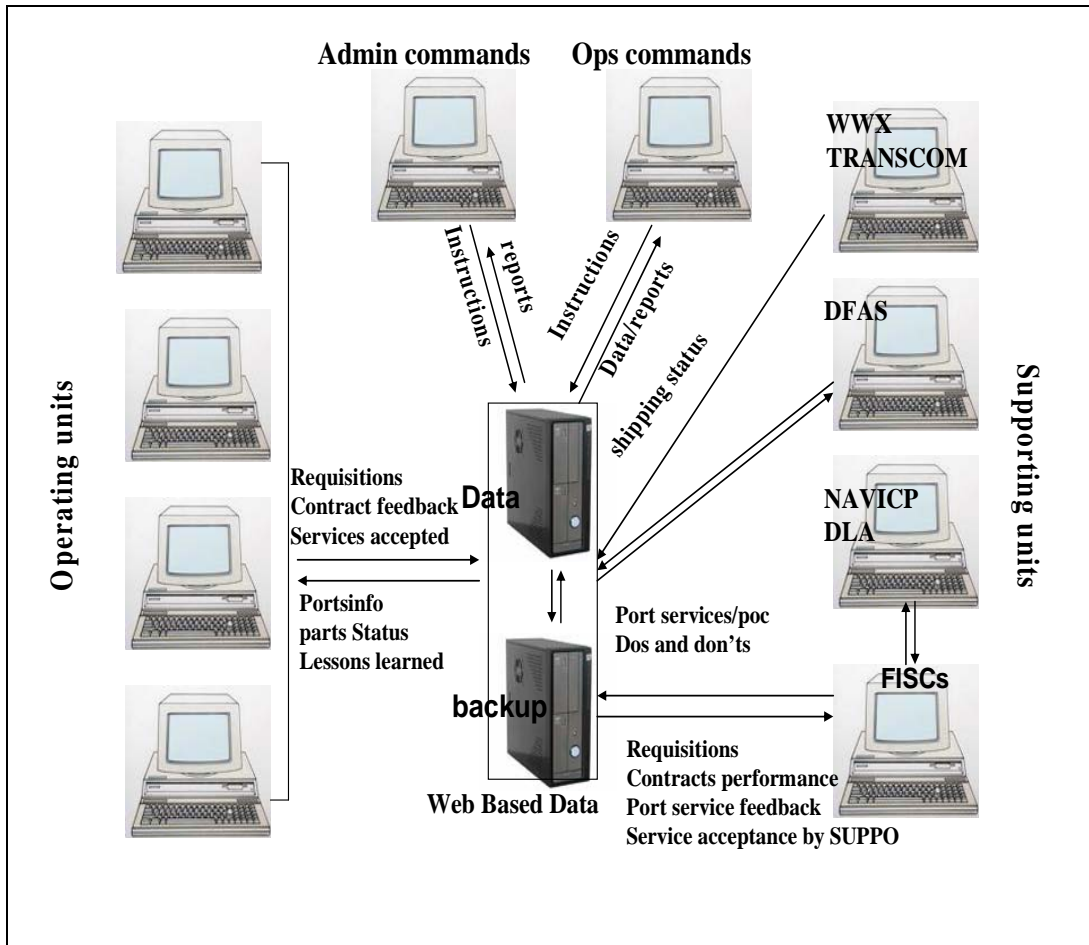 Admin commands
Ops commands
WWX
TRANSCOM
Instructions
reports
Instructions
Data/reports
shipping status
DFAS
Operating units
Supporting units
Requisitions
Contract feedback
Services accepted
Data
NAVICP
DLA
Portsinfo
parts Status
Lessons learned
Port services/poc
Dos and don'ts
FISCs
backup
Web Based Data
Requisitions
Contracts performance
Port service feedback
Service acceptance by SUPPO